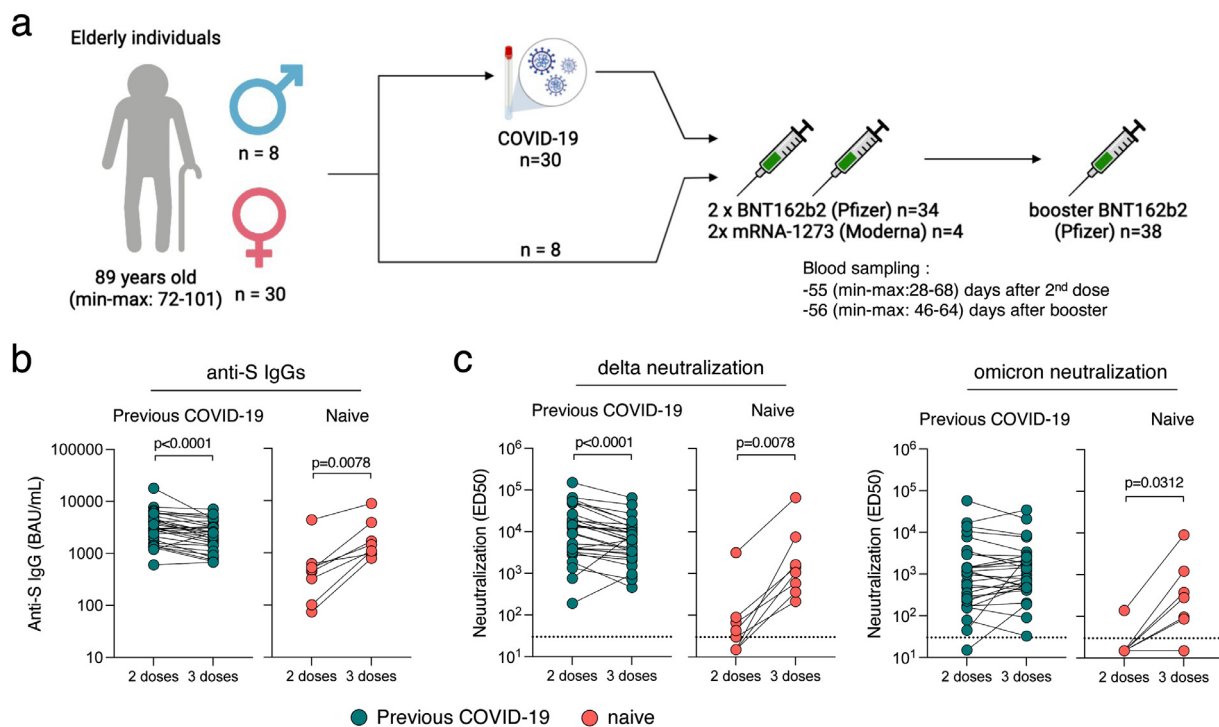 a
Elderly individuals
n = 8
n = 30
89 years old
(min-max: 72-101)
COVID-19
n=30
n = 8
2 x BNT162b2 (Pfizer) n=34
2x mRNA-1273 (Moderna) n=4
booster BNT162b2
(Pfizer) n=38
Blood sampling :
-55 (min-max:28-68) days after 2nd dose
-56 (min-max: 46-64) days after booster
b
anti-S IgGs
Previous COVID-19
Naive
Anti-S IgG (BAU/mL)
100000
10000
1000
100
10
p<0.0001
p=0.0078
2 doses
3 doses
2 doses
3 doses
c
delta neutralization
Previous COVID-19
Naive
Neuutralization (ED50)
10⁶
10⁵
10⁴
10³
10²
10¹
p<0.0001
p=0.0078
2 doses
3 doses
2 doses
3 doses
omicron neutralization
Previous COVID-19
Naive
Neuutralization (ED50)
10⁶
10⁵
10⁴
10³
10²
10¹
p=0.0312
2 doses
3 doses
2 doses
3 doses
Previous COVID-19
naive